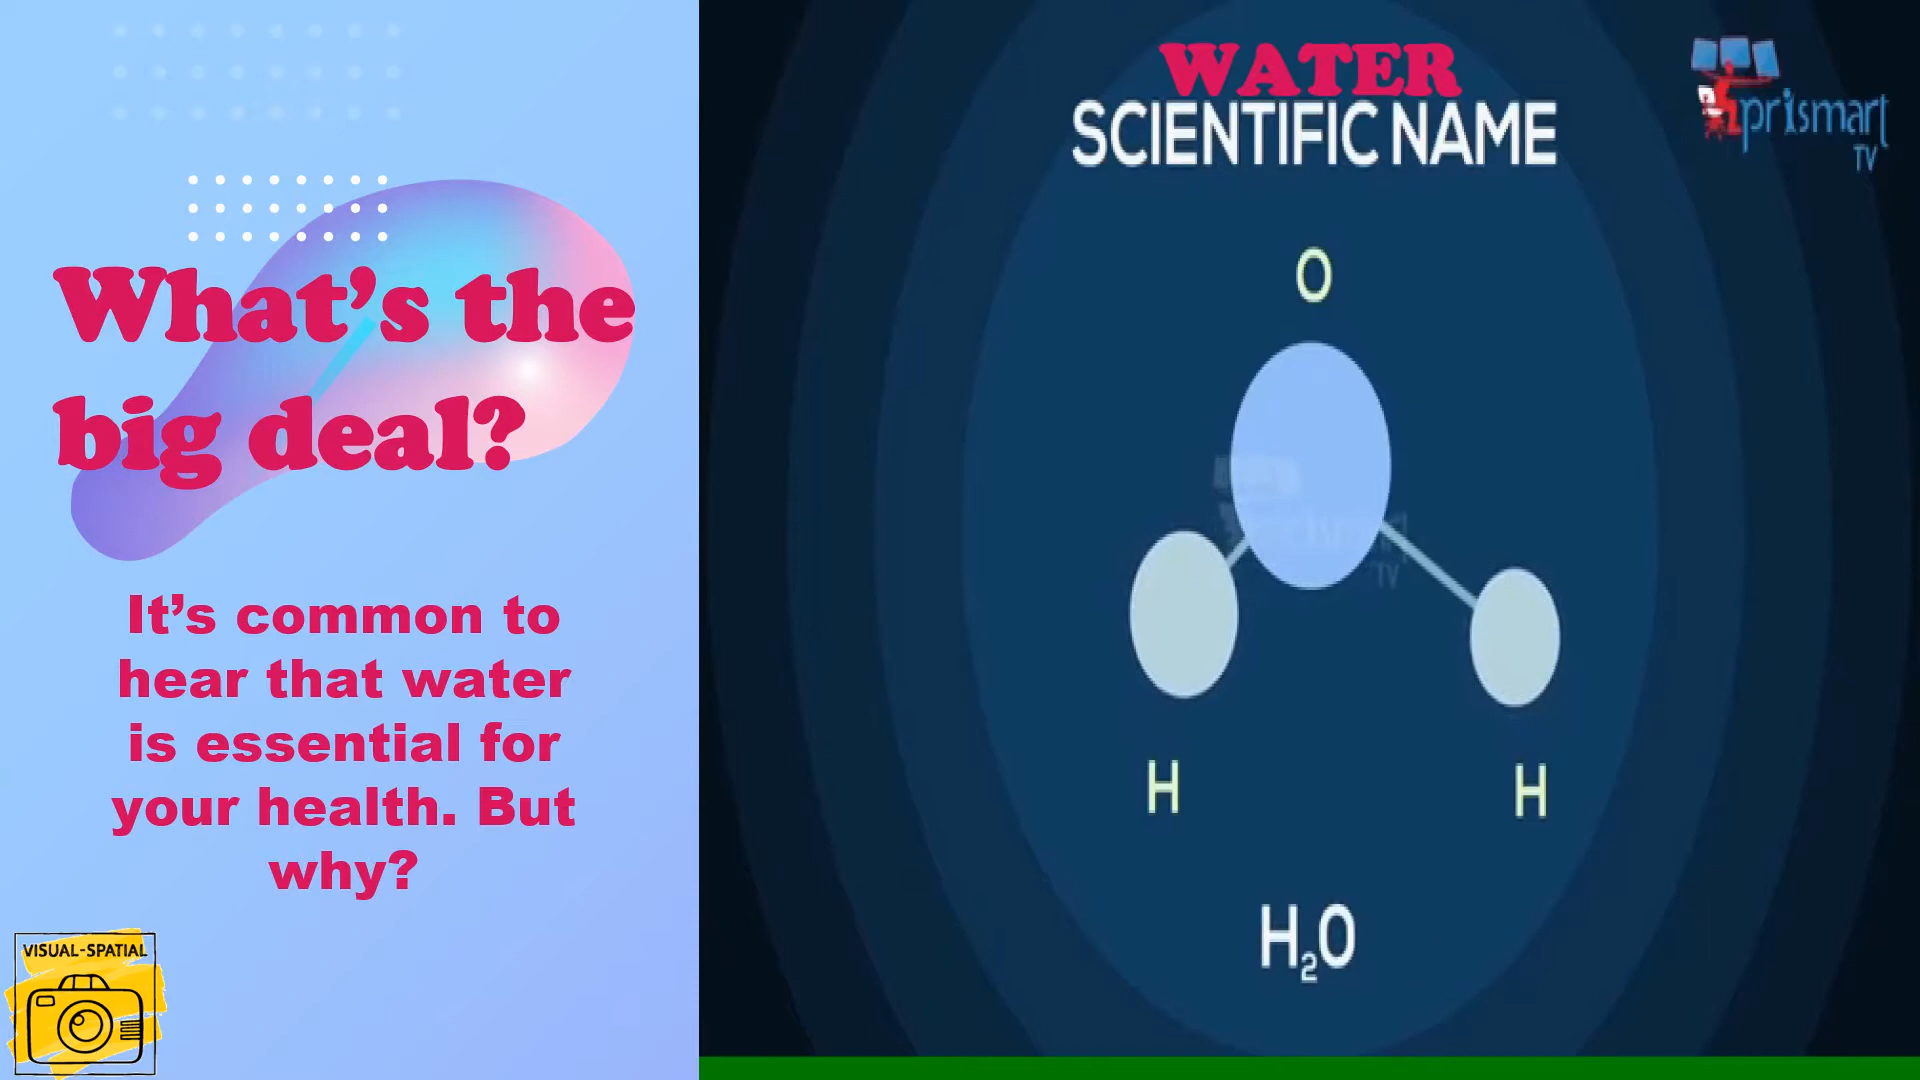 What’s the
big deal?
It’s common to
hear that water
is essential for
your health. But
why?
VISUAL-SPATIAL
WATER
SCIENTIFIC NAME
O
H
H
H₂O
prismart
TV